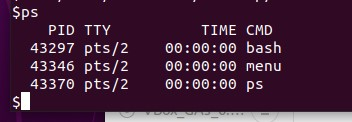 $ps
    PID TTY          TIME CMD
  43297 pts/2    00:00:00 bash
  43346 pts/2    00:00:00 menu
  43370 pts/2    00:00:00 ps
$